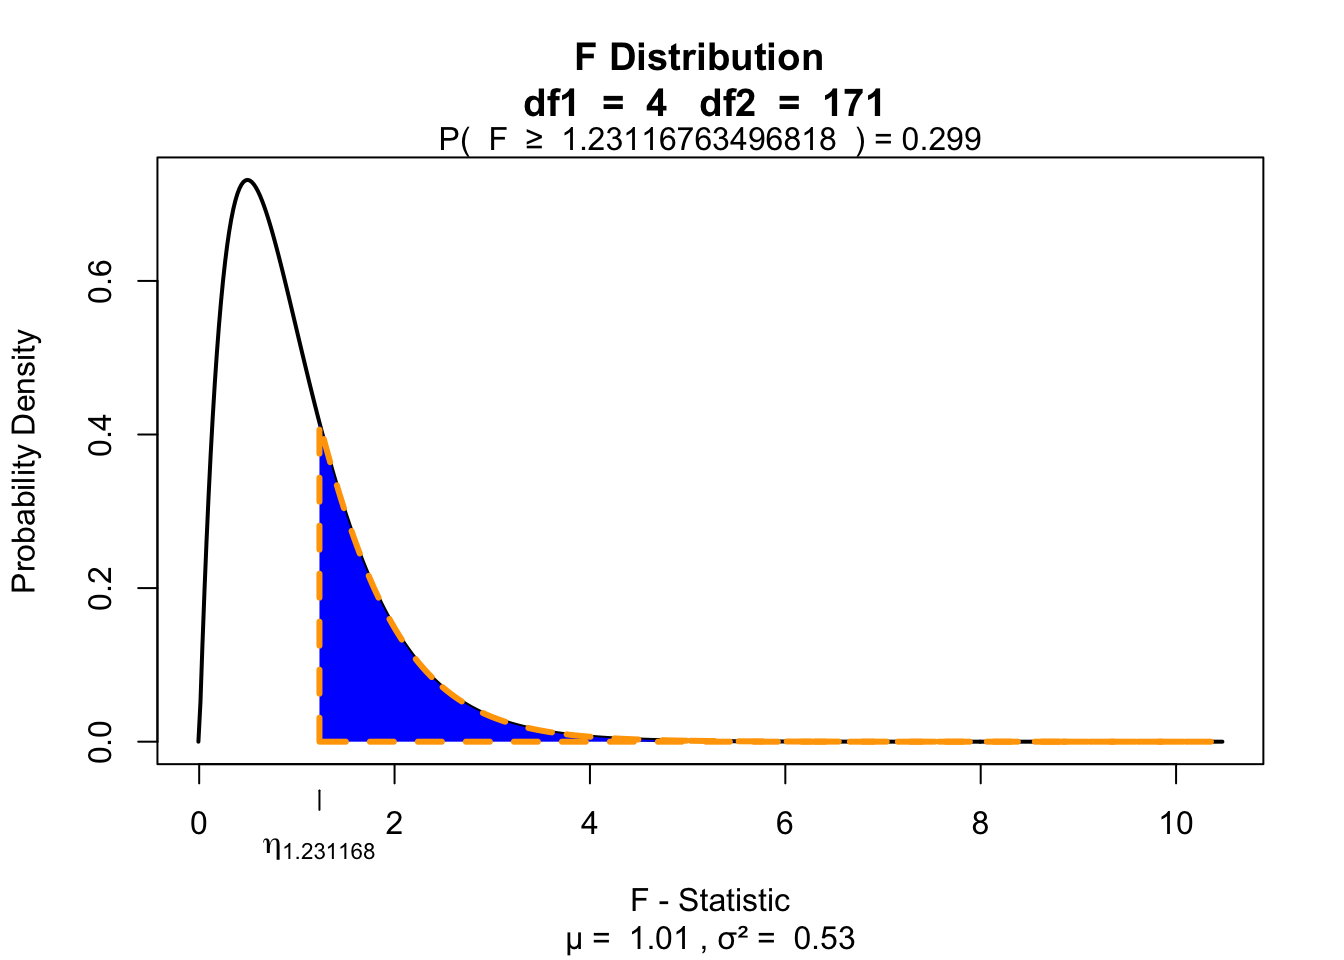 F Distribution
df1 = 4 df2 = 171
P( F ≥ 1.23116763496818 ) = 0.299
Probability Density
0.6
0.4
0.2
0.0
0 2 4 6 8 10
η1.231168
F - Statistic
μ = 1.01 , σ² = 0.53